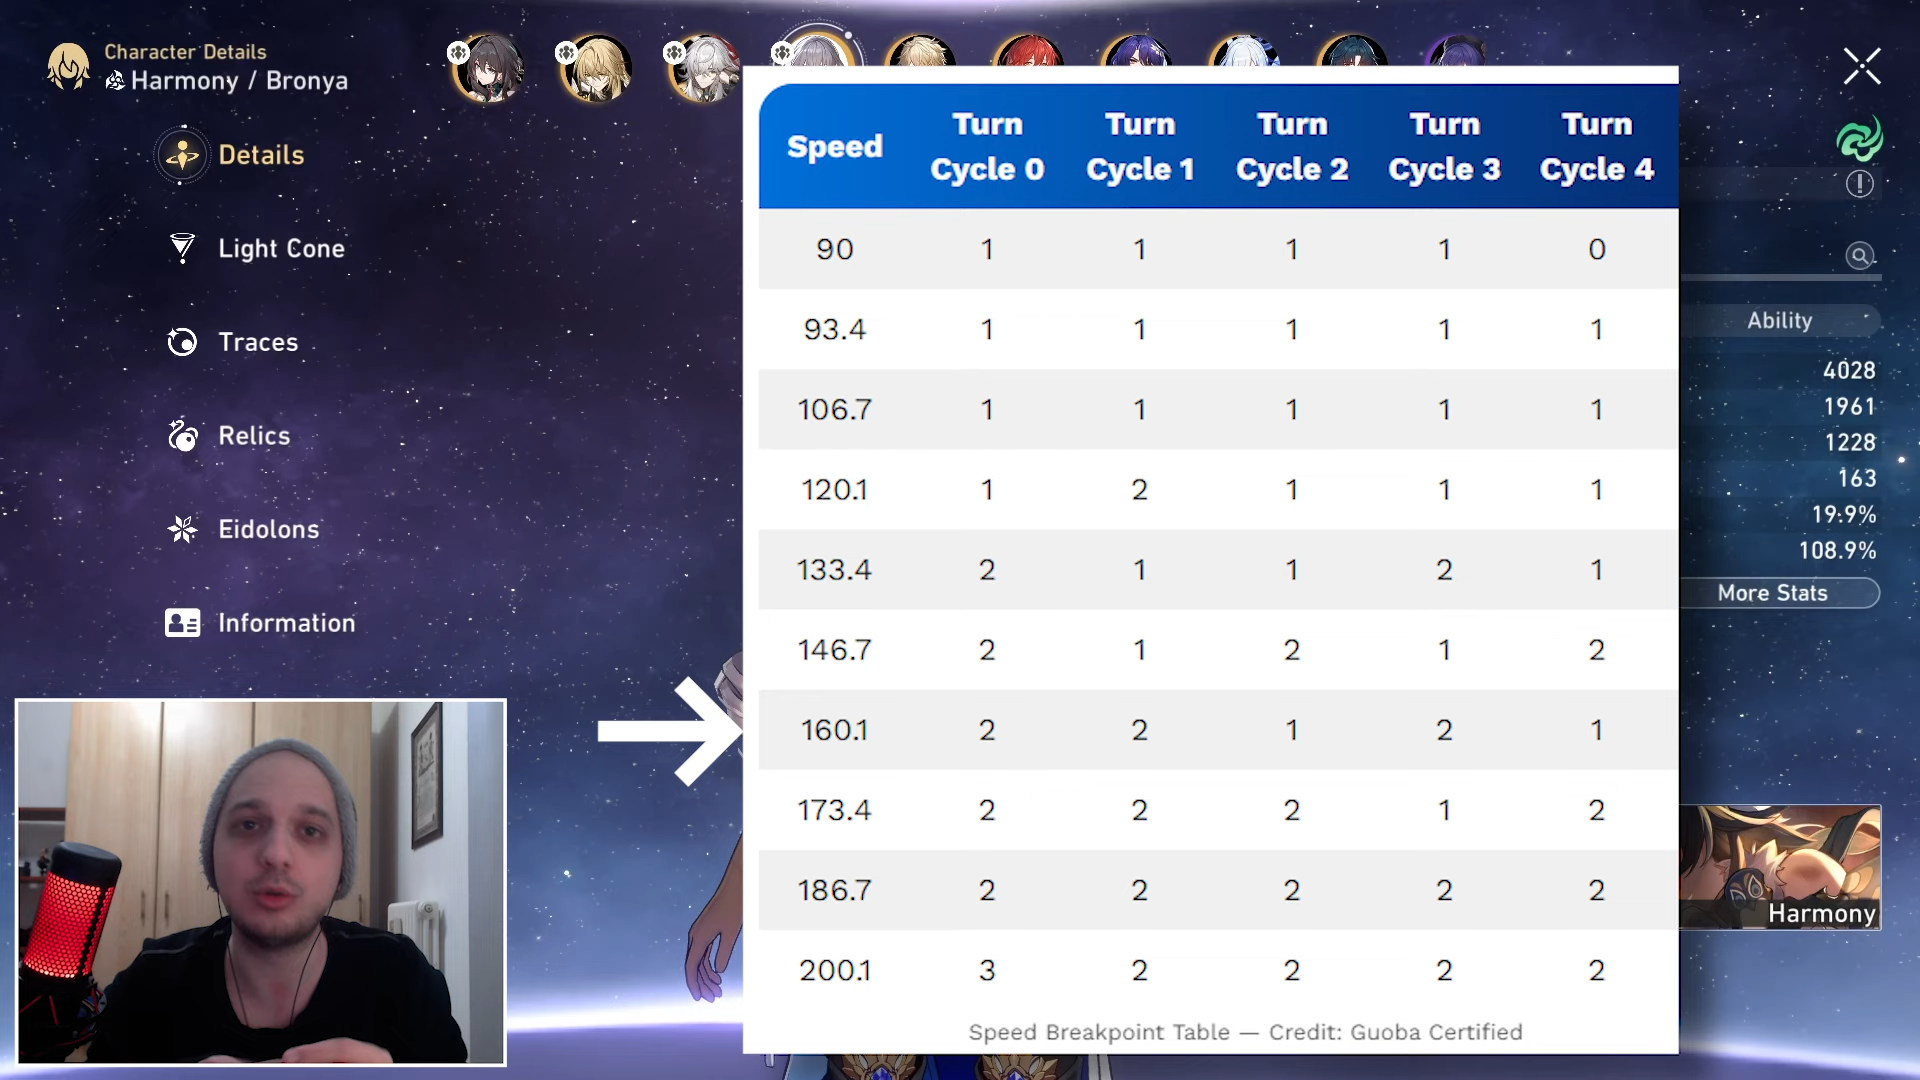 Character Details
Harmony / Bronya
Details
Light Cone
Traces
Relics
Eidolons
Information
Speed Turn Cycle 0 Turn Cycle 1 Turn Cycle 2 Turn Cycle 3 Turn Cycle 4
90 1 1 1 1 0
93.4 1 1 1 1 1
106.7 1 1 1 1 1
120.1 1 2 1 1 1
133.4 2 1 1 2 1
146.7 2 1 2 1 2
160.1 2 2 1 2 1
173.4 2 2 2 1 2
186.7 2 2 2 2 2
200.1 3 2 2 2 2
Speed Breakpoint Table — Credit: Guoba Certified
Ability
4028
1961
1228
163
19.9%
108.9%
More Stats
Harmony